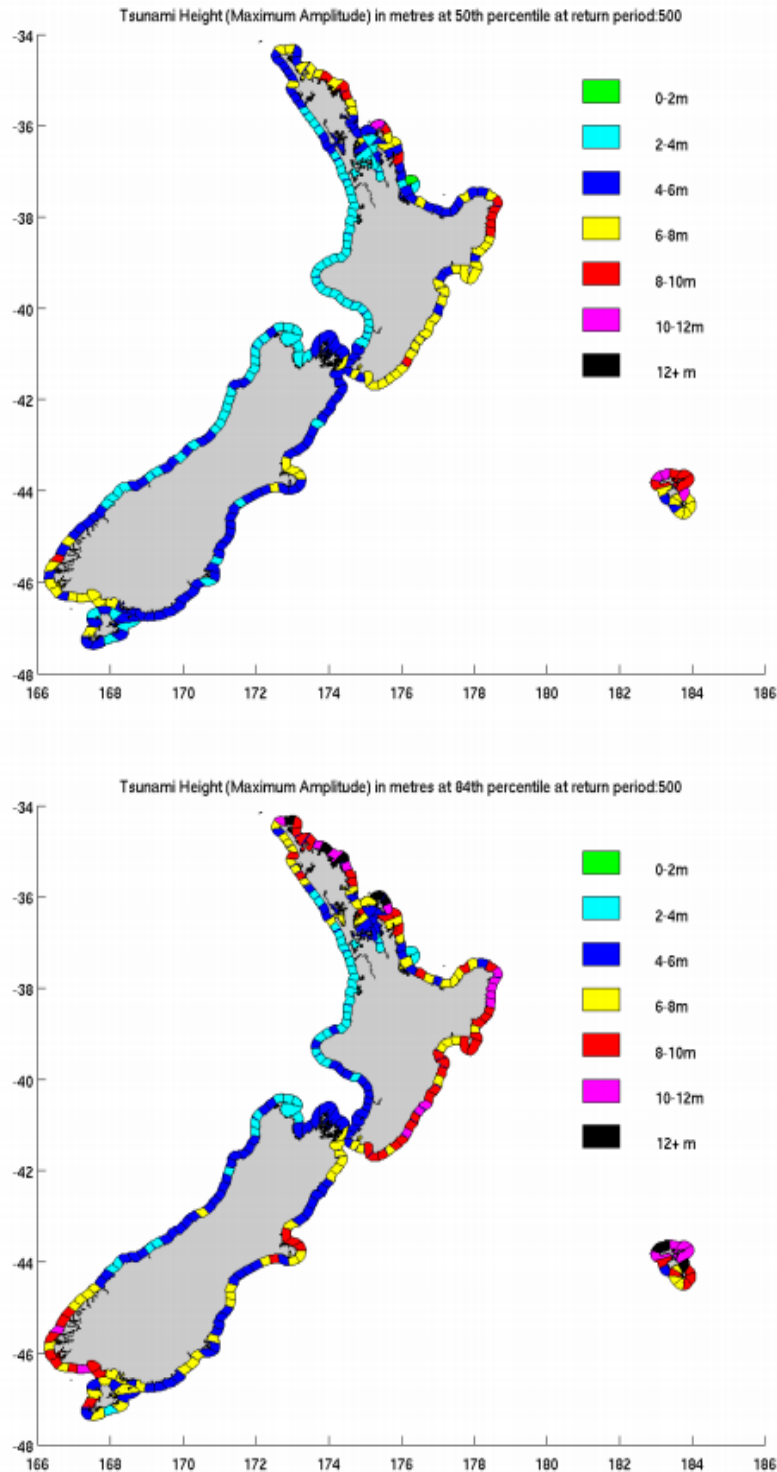 Tsunami Height (Maximum Amplitude) in metres at 50th percentile at return period:500
-34
-36
-38
-40
-42
-44
-46
-48
0-2m
2-4m
4-6m
6-8m
8-10m
10-12m
12+ m
166 168 170 172 174 176 178 180 182 184 186
Tsunami Height (Maximum Amplitude) in metres at 84th percentile at return period:500
-34
-36
-38
-40
-42
-44
-46
-48
0-2m
2-4m
4-6m
6-8m
8-10m
10-12m
12+ m
166 168 170 172 174 176 178 180 182 184 186